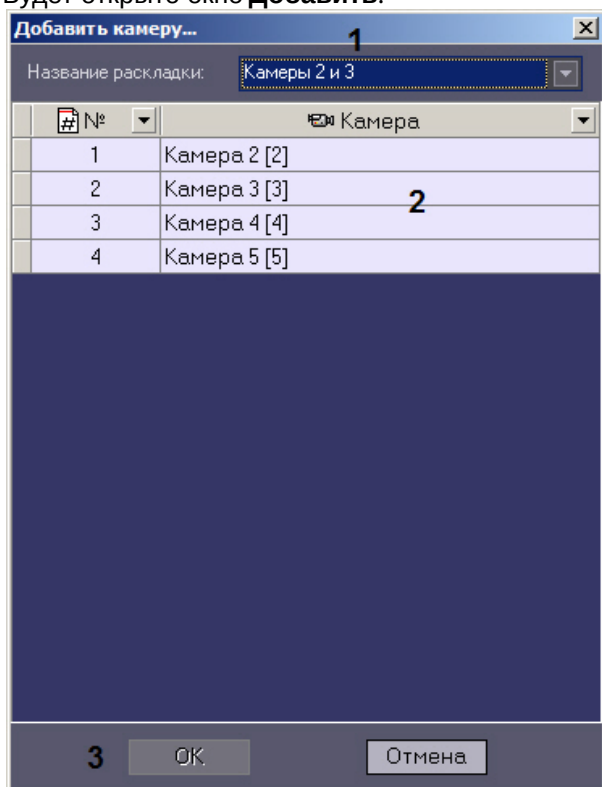 Будет открыто окно Добавить.
Добавить камеру...
1
Название раскладки: Камеры 2 и 3
№ Камера
1 Камера 2 [2]
2 Камера 3 [3]
2
3 Камера 4 [4]
4 Камера 5 [5]
3 OK Отмена